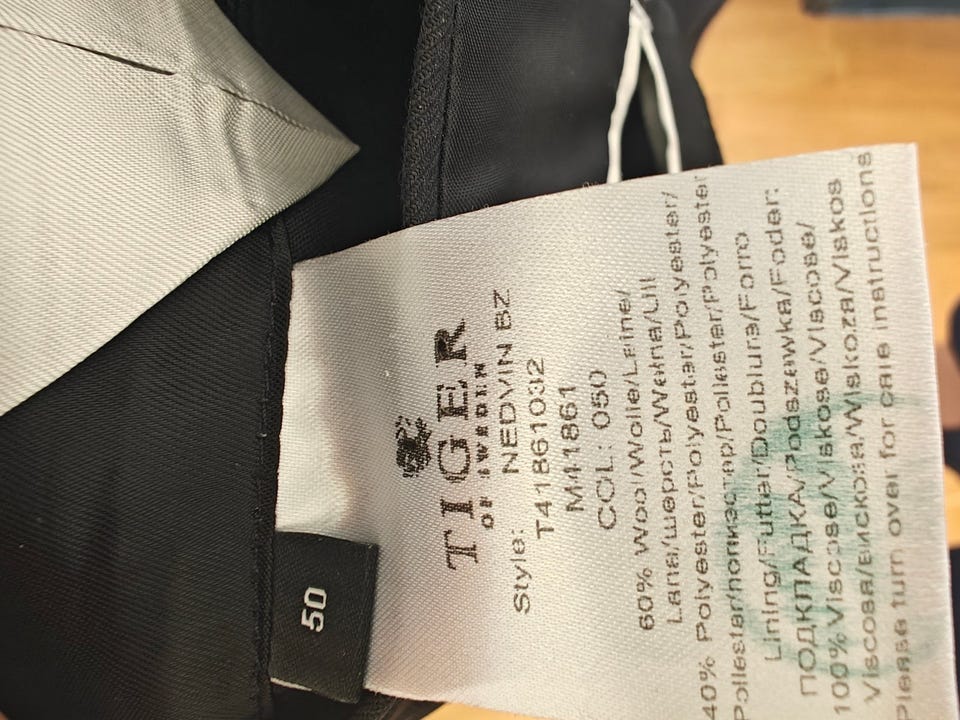 TIGER
OF SWEDEN
Style: NEDVIN BZ
T41861032
M41861
COL: 050
60% Wool/Wolle/Laine/
Lana/шерсть/Wełna/Ull
40% Polyester/Polyester/Polyester/
Poliestar/полиэстер/Poliester/Polyester
Lining/Futter/Doublure/Forro
ПОДКЛАДКА/Podszewka/Foder:
100% Viscose/Viskose/Viscose/
Viscosa/вискоза/Wiskoza/Viskos
Please turn over for care instructions
50